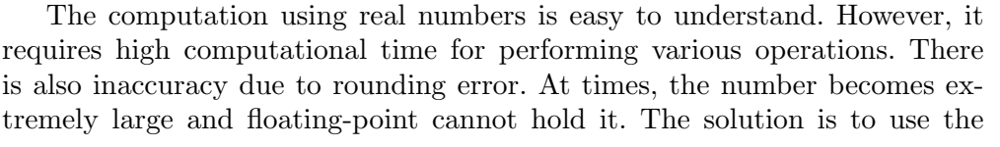 The computation using real numbers is easy to understand. However, it
requires high computational time for performing various operations. There
is also inaccuracy due to rounding error. At times, the number becomes ex-
tremely large and floating-point cannot hold it. The solution is to use the